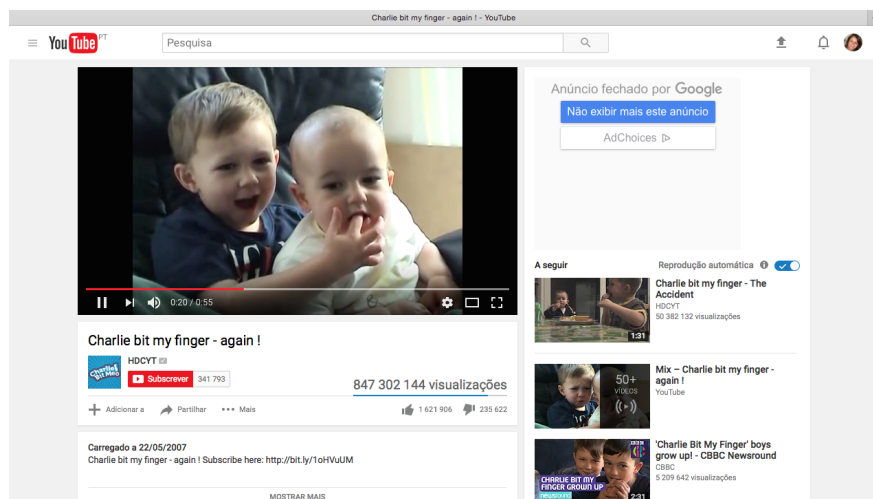 Charlie bit my finger - again ! - YouTube
YouTube PT
Pesquisa
0:20 / 0:55
Charlie bit my finger - again !
Charlie Bit Me!
HDCYT
Subscrever 341 793
847 302 144 visualizações
Adicionar a Partilhar Mais
1 621 906 235 622
Carregado a 22/05/2007
Charlie bit my finger - again ! Subscribe here: http://bit.ly/1oHVuUM
MOSTRAR MAIS
Anúncio fechado por Google
Não exibir mais este anúncio
AdChoices
A seguir Reprodução automática
1:31
Charlie bit my finger - The
Accident
HDCYT
50 382 132 visualizações
50+
VÍDEOS
Mix – Charlie bit my finger -
again !
YouTube
CHARLIE BIT MY
FINGER GROWN UP
newsround
2:31
'Charlie Bit My Finger' boys
grow up! - CBBC Newsround
CBBC
5 209 642 visualizações